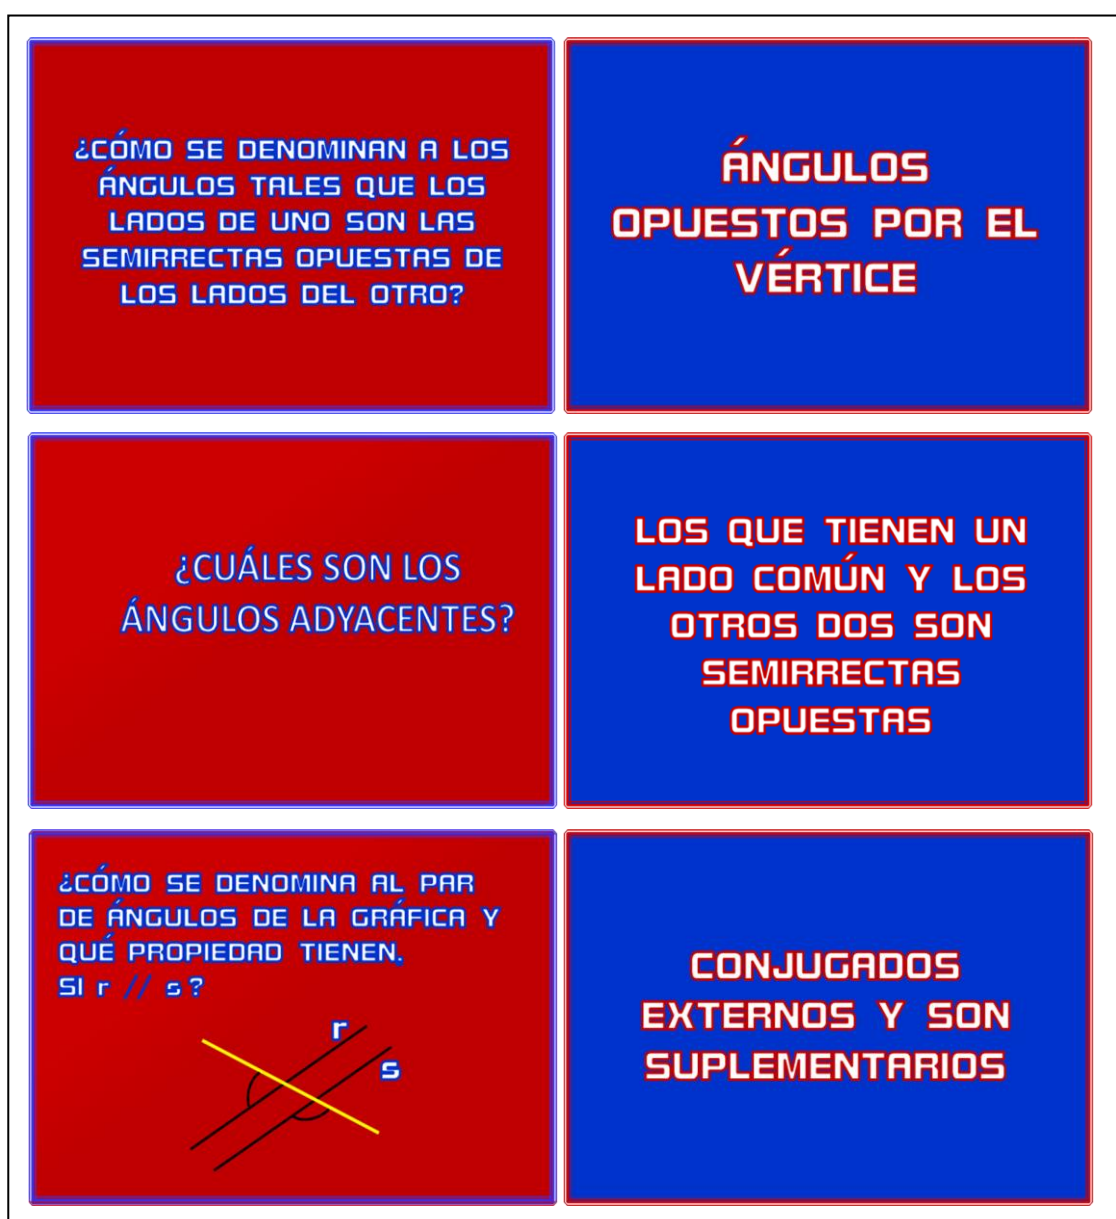 ¿CÓMO SE DENOMINAN A LOS
ÁNGULOS TALES QUE LOS
LADOS DE UNO SON LAS
SEMIRRECTAS OPUESTAS DE
LOS LADOS DEL OTRO?
ÁNGULOS
OPUESTOS POR EL
VÉRTICE
¿CUÁLES SON LOS
ÁNGULOS ADYACENTES?
LOS QUE TIENEN UN
LADO COMÚN Y LOS
OTROS DOS SON
SEMIRRECTAS
OPUESTAS
¿CÓMO SE DENOMINA AL PAR
DE ÁNGULOS DE LA GRÁFICA Y
QUÉ PROPIEDAD TIENEN.
SI r // s ?
r
s
CONJUGADOS
EXTERNOS Y SON
SUPLEMENTARIOS